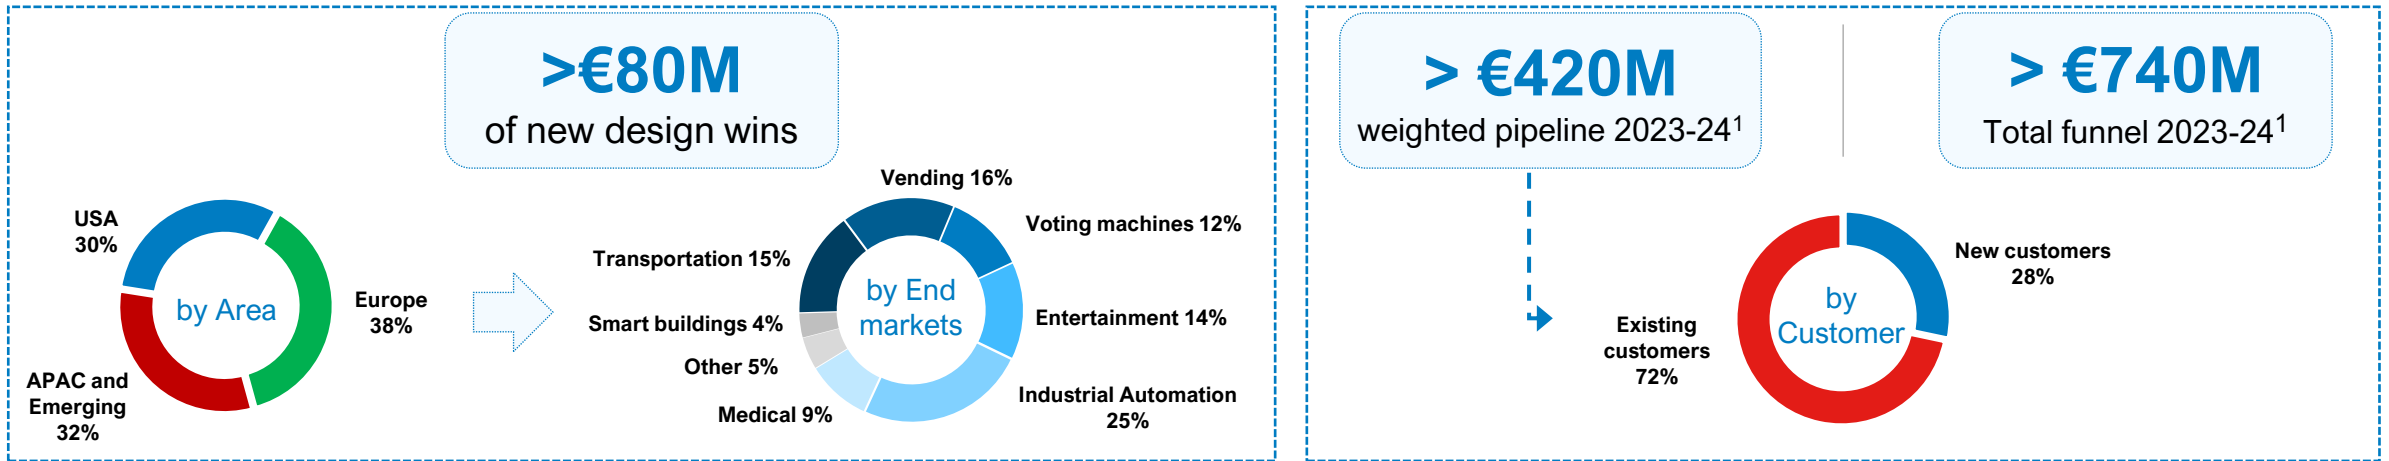 >€80M
of new design wins
USA
30%
Europe
38%
APAC and
Emerging
32%
by Area
Vending 16%
Voting machines 12%
Transportation 15%
Entertainment 14%
Smart buildings 4%
Other 5%
Medical 9%
Industrial Automation
25%
by End
markets
> €420M
weighted pipeline 2023-24¹
> €740M
Total funnel 2023-24¹
New customers
28%
Existing
customers
72%
by
Customer